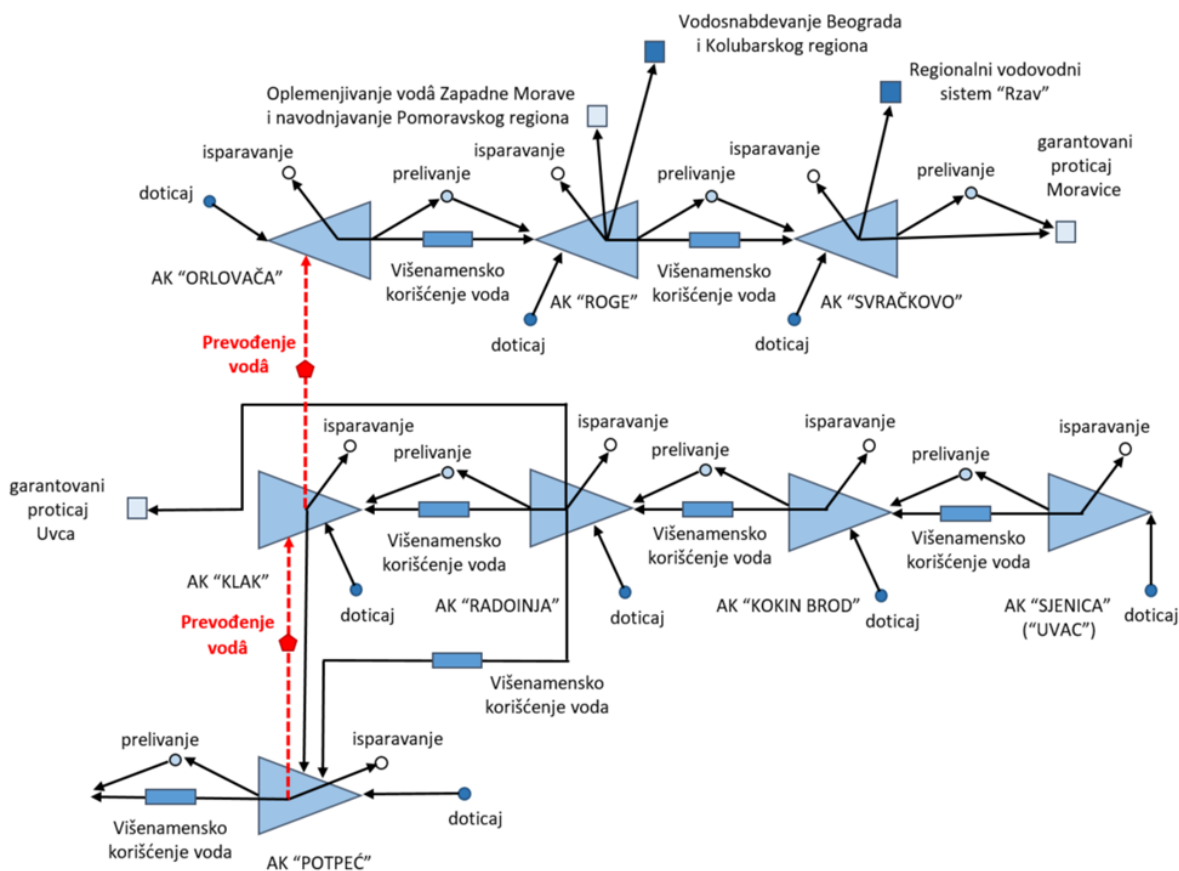 Vodosnabdevanje Beograda
i Kolubarskog regiona
Regionalni vodovodni
sistem “Rzav”
Oplemenjivanje vodâ Zapadne Morave
i navodnjavanje Pomoravskog regiona
garantovani
proticaj
Moravice
isparavanje
prelivanje
isparavanje
prelivanje
isparavanje
prelivanje
doticaj
AK “ORLOVAČA”
Višenamensko
korišćenje voda
AK “ROGE”
Višenamensko
korišćenje voda
AK “SVRAČKOVO”
doticaj
doticaj
Prevođenje
vodâ
isparavanje
prelivanje
isparavanje
prelivanje
isparavanje
prelivanje
isparavanje
garantovani
proticaj
Uvca
Višenamensko
korišćenje voda
Višenamensko
korišćenje voda
Višenamensko
korišćenje voda
AK “KLAK”
doticaj
AK “RADOINJA”
doticaj
AK “KOKIN BROD”
doticaj
AK “SJENICA”
(“UVAC”)
doticaj
Prevođenje
vodâ
Višenamensko
korišćenje voda
prelivanje
isparavanje
doticaj
Višenamensko
korišćenje voda
AK “POTPEĆ”